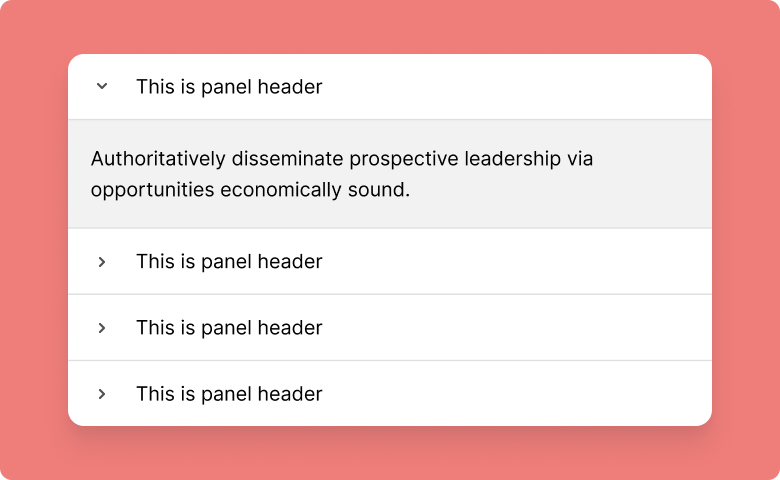 This is panel header
Authoritatively disseminate prospective leadership via
opportunities economically sound.
This is panel header
This is panel header
This is panel header